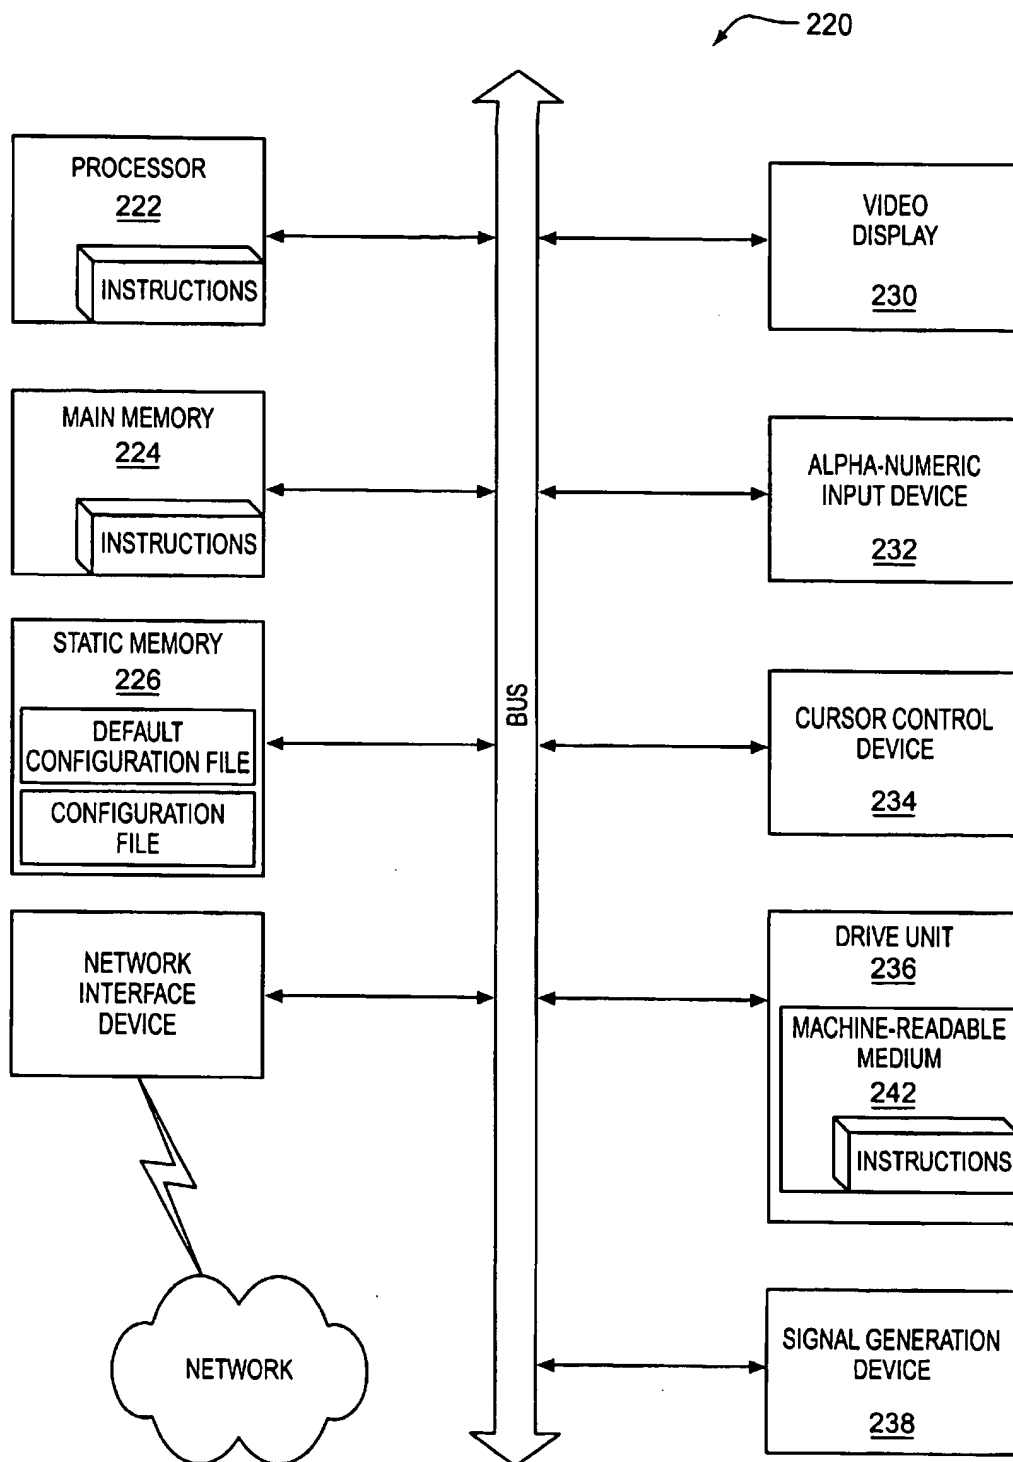 220
PROCESSOR
222
INSTRUCTIONS
MAIN MEMORY
224
INSTRUCTIONS
STATIC MEMORY
226
DEFAULT
CONFIGURATION FILE
CONFIGURATION
FILE
NETWORK
INTERFACE
DEVICE
NETWORK
BUS
VIDEO
DISPLAY
230
ALPHA-NUMERIC
INPUT DEVICE
232
CURSOR CONTROL
DEVICE
234
DRIVE UNIT
236
MACHINE-READABLE
MEDIUM
242
INSTRUCTIONS
SIGNAL GENERATION
DEVICE
238